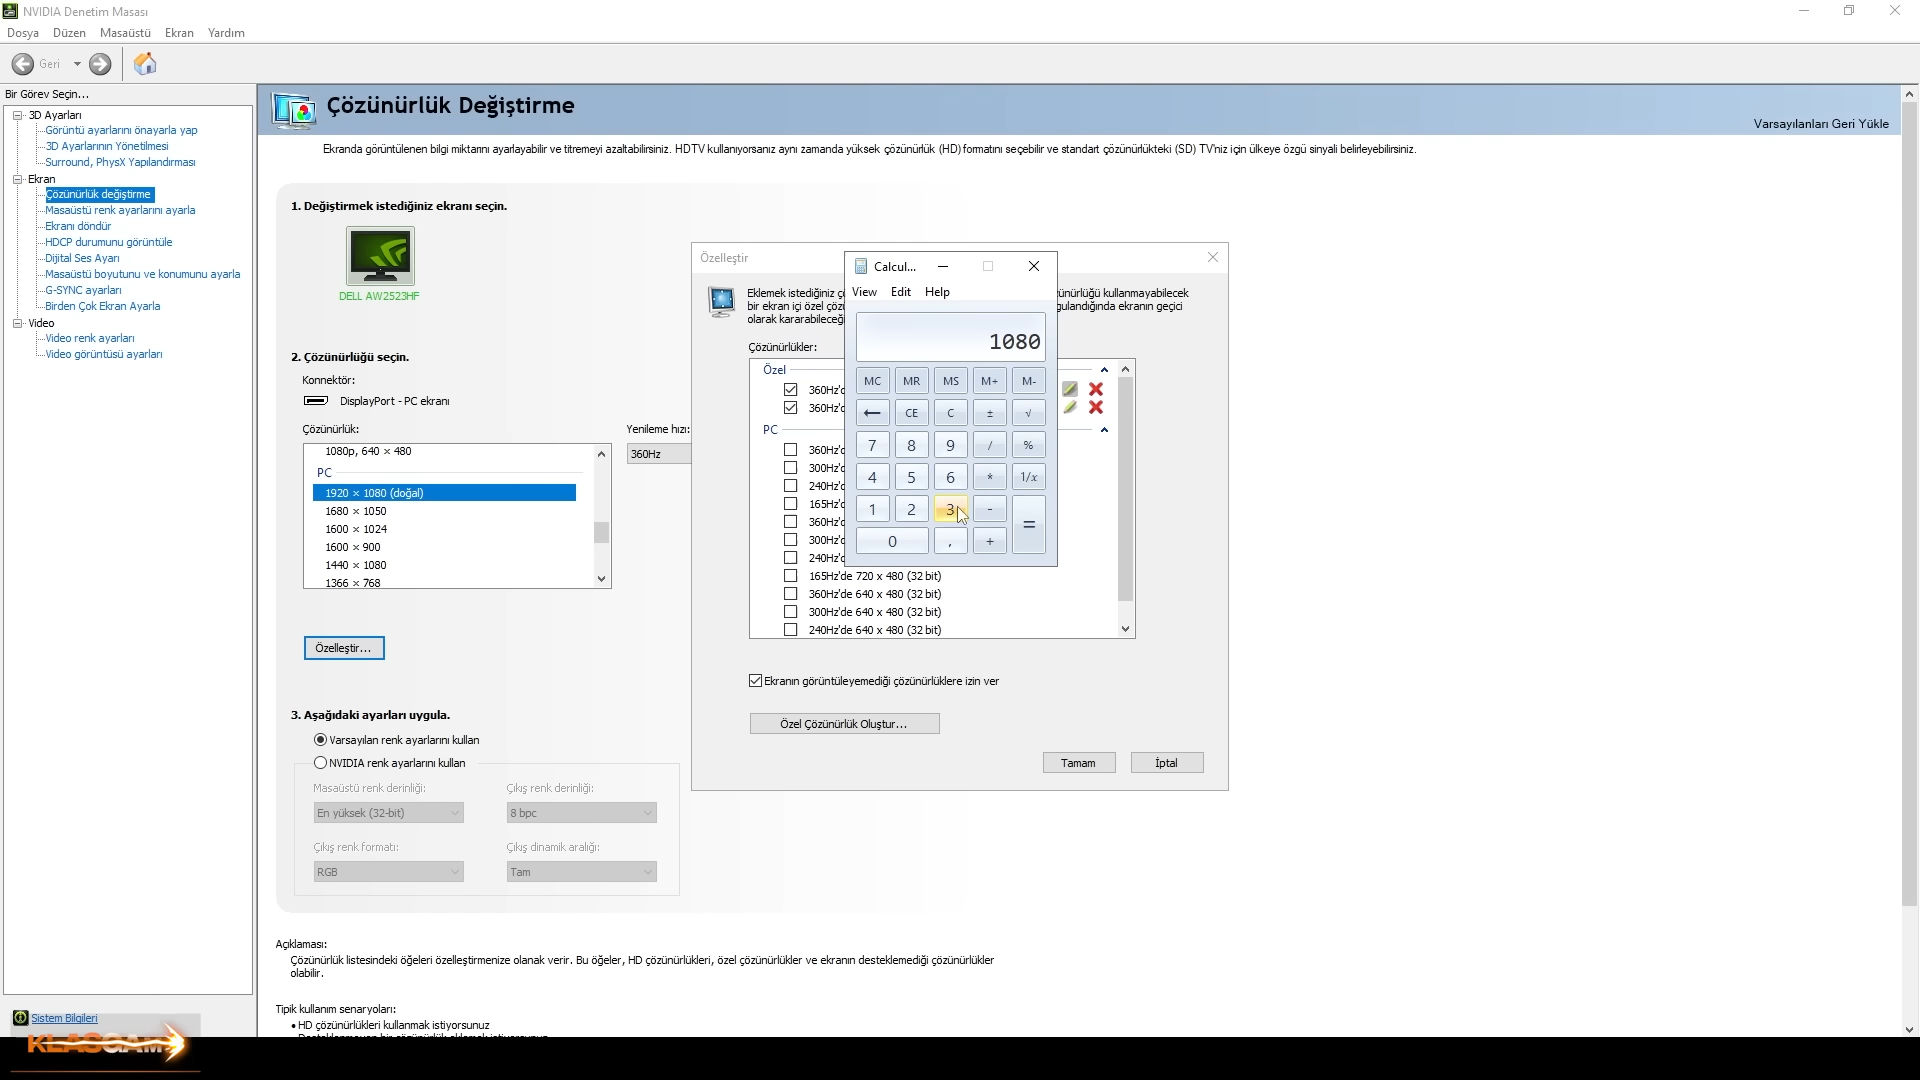 NVIDIA Denetim Masası
Dosya Düzen Masaüstü Ekran Yardım
Geri
Bir Görev Seçin...
3D Ayarları
Görüntü ayarlarını önayarla yap
3D Ayarlarının Yönetilmesi
Surround, PhysX Yapılandırması
Ekran
Çözünürlük değiştirme
Masaüstü renk ayarlarını ayarla
Ekranı döndür
HDCP durumunu görüntüle
Dijital Ses Ayarı
Masaüstü boyutunu ve konumunu ayarla
G-SYNC ayarları
Birden Çok Ekran Ayarla
Video
Video renk ayarları
Video görüntüsü ayarları
Sistem Bilgileri
KLASGAM
Çözünürlük Değiştirme
Varsayılanları Geri Yükle
Ekranda görüntülenen bilgi miktarını ayarlayabilir ve titremeyi azaltabilirsiniz. HDTV kullanıyorsanız aynı zamanda yüksek çözünürlük (HD) formatını seçebilir ve standart çözünürlükteki (SD) TV'niz için ülkeye özgü sinyali belirleyebilirsiniz.
1. Değiştirmek istediğiniz ekranı seçin.
DELL AW2523HF
2. Çözünürlüğü seçin.
Konnektör:
DisplayPort - PC ekranı
Çözünürlük:
Yenileme hızı:
1080p, 640 × 480
360Hz
PC
1920 × 1080 (doğal)
1680 × 1050
1600 × 1024
1600 × 900
1440 × 1080
1366 × 768
Özelleştir...
3. Aşağıdaki ayarları uygula.
Varsayılan renk ayarlarını kullan
NVIDIA renk ayarlarını kullan
Masaüstü renk derinliği:
Çıkış renk derinliği:
En yüksek (32-bit)
8 bpc
Çıkış renk formatı:
Çıkış dinamik aralığı:
RGB
Tam
Açıklaması:
Çözünürlük listesindeki öğeleri özelleştirmenize olanak verir. Bu öğeler, HD çözünürlükleri, özel çözünürlükler ve ekranın desteklemediği çözünürlükler
olabilir.
Tipik kullanım senaryoları:
• HD çözünürlükleri kullanmak istiyorsunuz
Özelleştir
Eklemek istediğiniz
bir ekran içi özel
gulandığında ekranın geçici
olarak kararabileceği
Çözünürlükler:
Özel
360Hz'd
360Hz'd
PC
360Hz'd
300Hz'd
240Hz'd
165Hz'd
360Hz'd
300Hz'd
240Hz'd
165Hz'de 720 x 480 (32 bit)
360Hz'de 640 x 480 (32 bit)
300Hz'de 640 x 480 (32 bit)
240Hz'de 640 x 480 (32 bit)
Ekranın görüntüleyemediği çözünürlüklere izin ver
Özel Çözünürlük Oluştur...
Tamam
İptal
Calcul...
View Edit Help
1080
MC MR MS M+ M-
← CE C ± √
7 8 9 / %
4 5 6 * 1/x
1 2 3 - =
0 , +